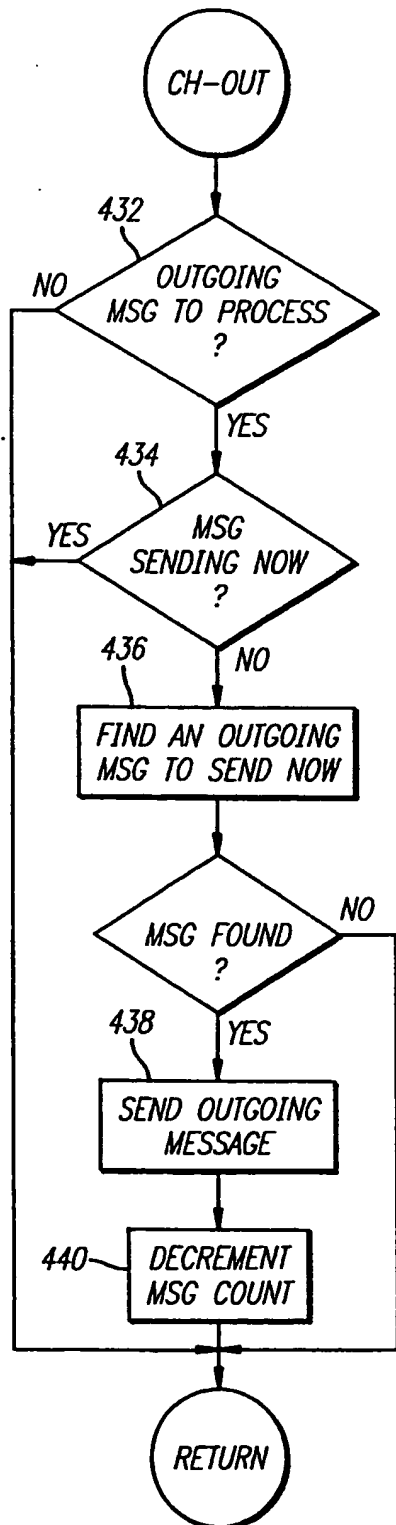 CH-OUT
432
OUTGOING
MSG TO PROCESS
?
NO
YES
434
MSG
SENDING NOW
?
YES
NO
436
FIND AN OUTGOING
MSG TO SEND NOW
MSG FOUND
?
NO
YES
438
SEND OUTGOING
MESSAGE
440
DECREMENT
MSG COUNT
RETURN